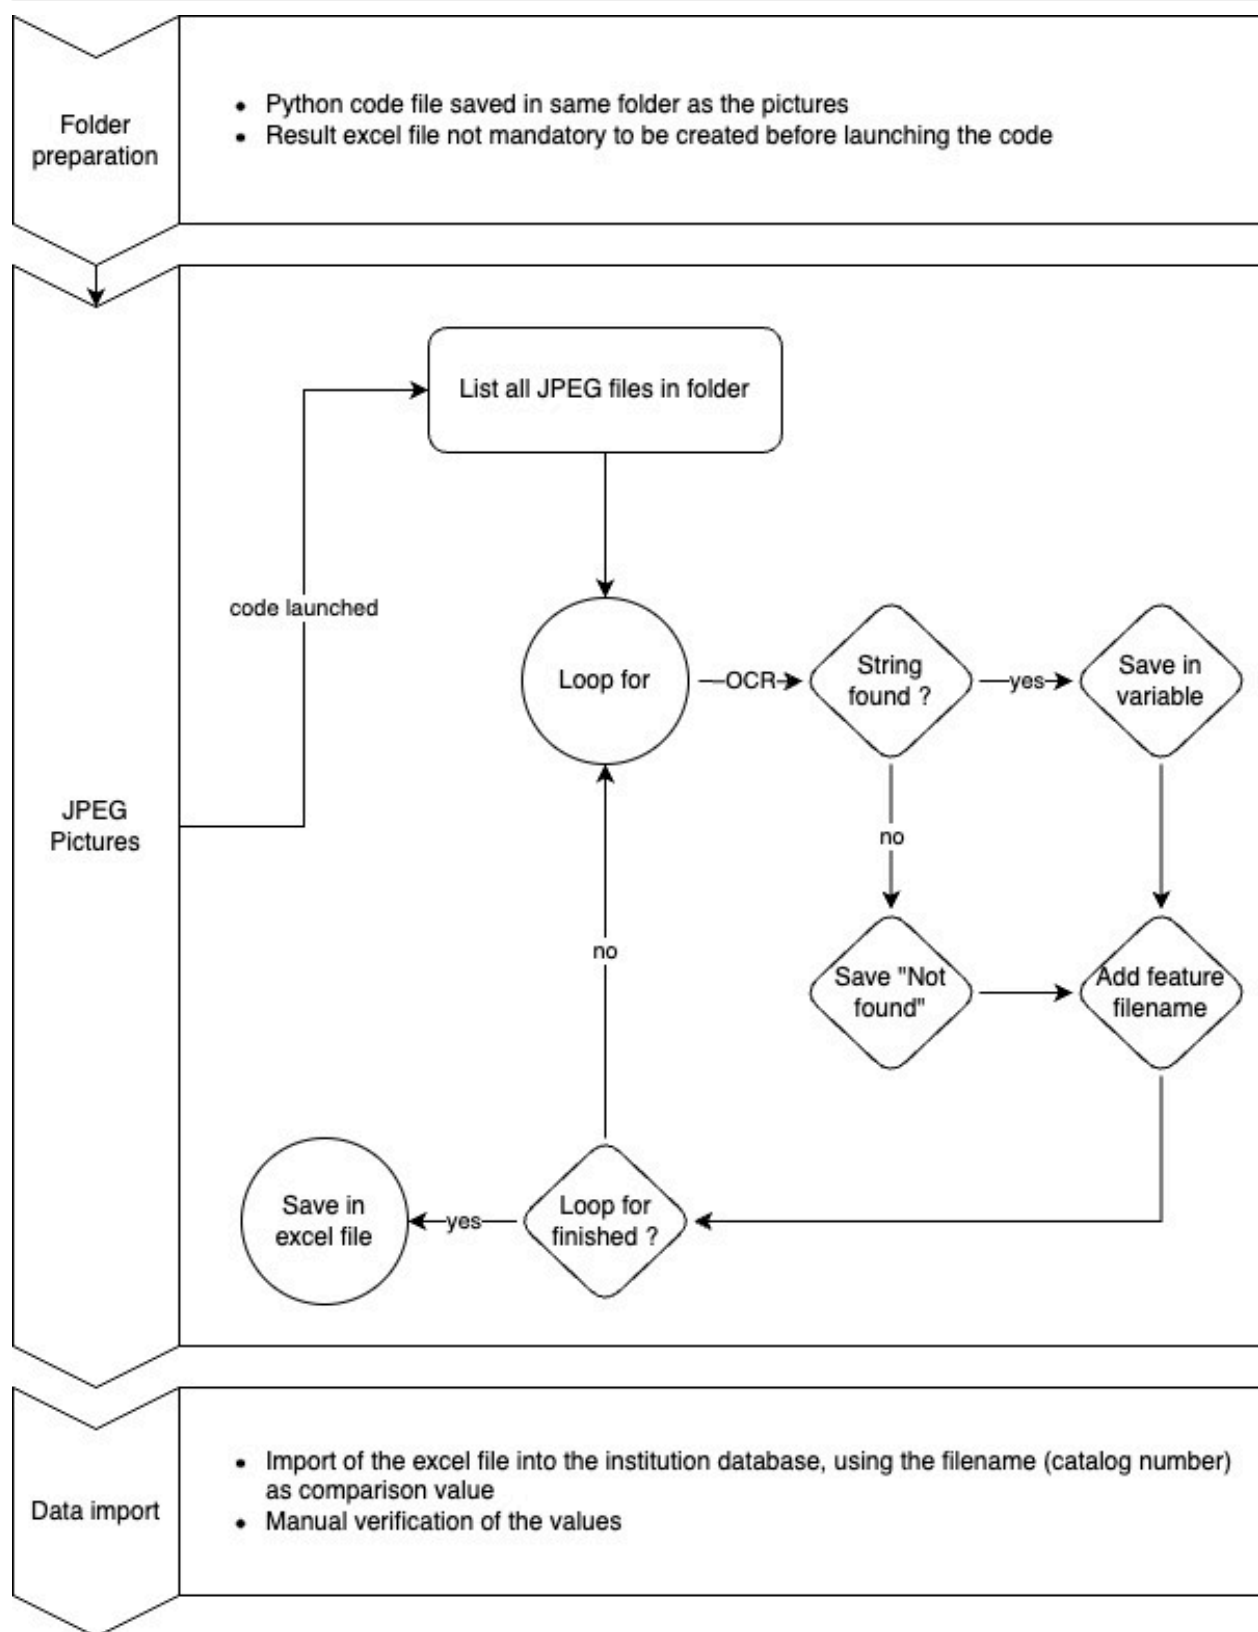 Folder
preparation
• Python code file saved in same folder as the pictures
• Result excel file not mandatory to be created before launching the code
JPEG
Pictures
List all JPEG files in folder
code launched
Loop for
OCR
String
found ?
yes
Save in
variable
no
Save "Not
found"
Add feature
filename
no
Loop for
finished ?
yes
Save in
excel file
Data import
• Import of the excel file into the institution database, using the filename (catalog number)
as comparison value
• Manual verification of the values